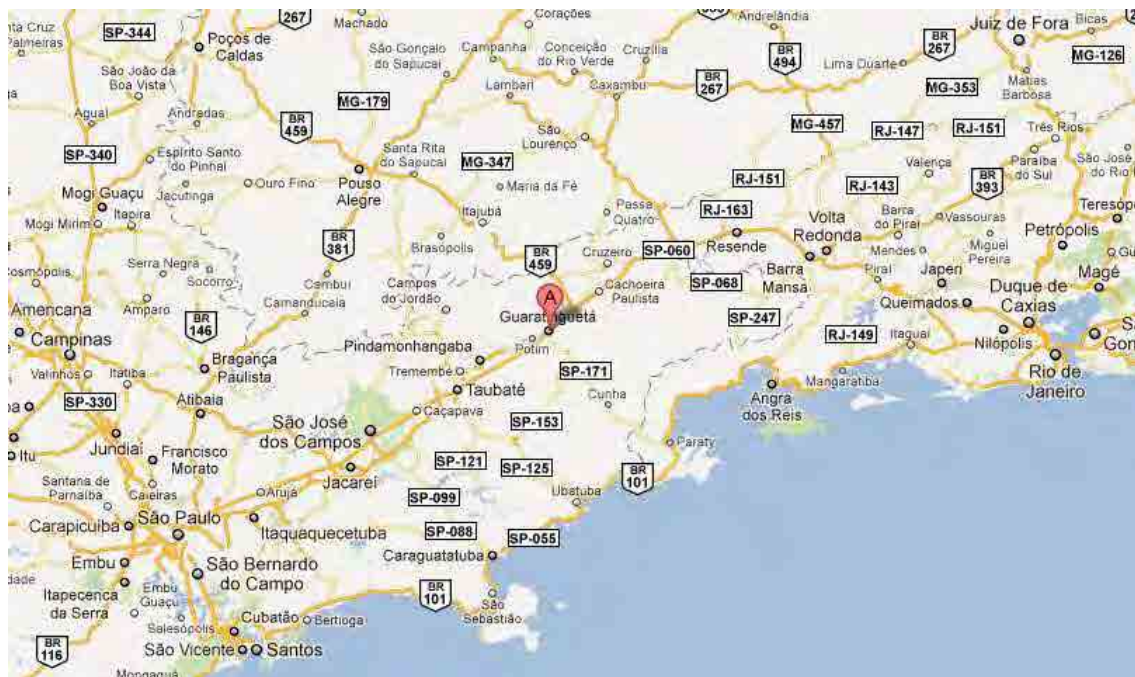 267
BR
267
BR
494
BR
267
Juiz de Fora
Bicas
SP-344
Machado
Corações
Andrelândia
MG-126
Palmeiras
Poços de
Caldas
São Gonçalo
do Sapucaí
Campanha
Conceição
do Rio Verde
Cruzília
BR
267
Lima Duarte
MG-353
Matias
Barbosa
São João da
Boa Vista
MG-179
Lambari
Caxambu
Aguaí
Andradas
BR
459
São
Lourenço
MG-457
RJ-147
RJ-151
Três Rios
SP-340
Espírito Santo
do Pinhal
Santa Rita
do Sapucaí
MG-347
Valença
Paraíba
do Sul
São José
do Rio
Jacutinga
Ouro Fino
Pouso
Alegre
Maria da Fé
RJ-151
RJ-143
BR
393
Mogi Guaçu
Mogi Mirim
Itapira
Itajubá
Passa
Quatro
RJ-163
Volta
Redonda
Barra
do Piraí
Vassouras
Teresóp
Petrópolis
BR
381
Brasópolis
BR
459
Cruzeiro
SP-060
Resende
Mendes
Miguel
Pereira
Cosmópolis
Serra Negra
Socorro
Cambuí
Campos
do Jordão
Cachoeira
Paulista
SP-068
Barra
Mansa
Piraí
Japeri
Magé
Amparo
Camanducaia
A
Guaratinguetá
Queimados
Duque de
Caxias
Americana
BR
146
SP-247
RJ-149
Itaguaí
Nilópolis
Campinas
Bragança
Paulista
Pindamonhangaba
Potim
Valinhos
Itatiba
Tremembé
SP-171
Mangaratiba
Rio de
Janeiro
SP-330
Atibaia
Taubaté
Cunha
Angra
dos Reis
São José
dos Campos
Caçapava
SP-153
Jundiaí
Francisco
Morato
Paraty
Itu
SP-121
SP-125
BR
101
Santana de
Parnaíba
Caieiras
Arujá
Jacareí
SP-099
Ubatuba
Carapicuiba
São Paulo
Itaquaquecetuba
SP-088
SP-055
Caraguatatuba
Embu
São Bernardo
do Campo
Itapecerica
da Serra
Embu
Guaçu
BR
101
São
Sebastião
Salesópolis
Cubatão
Bertioga
BR
116
São Vicente
Santos
Mongaguá